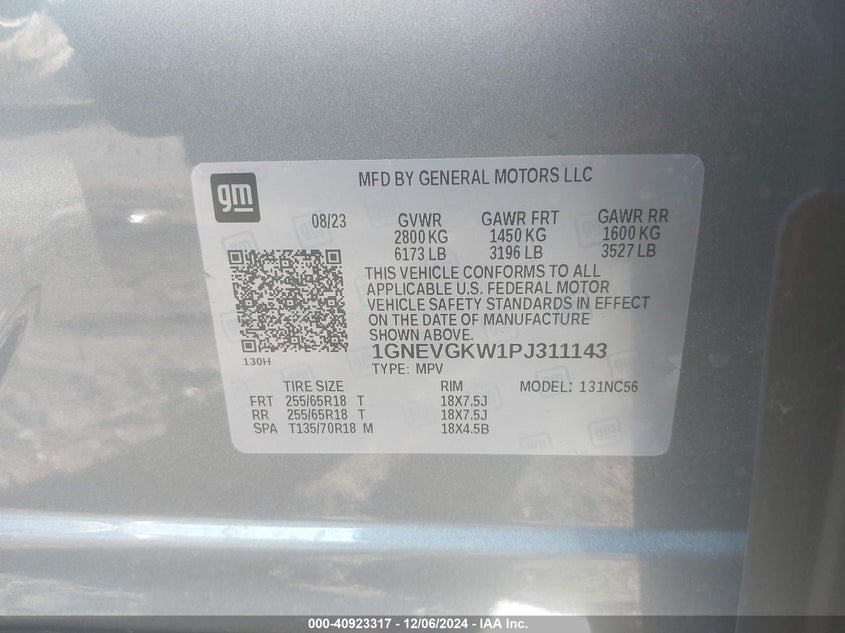 gm
MFD BY GENERAL MOTORS LLC
08/23 GVWR GAWR FRT GAWR RR
2800 KG 1450 KG 1600 KG
6173 LB 3196 LB 3527 LB
THIS VEHICLE CONFORMS TO ALL
APPLICABLE U.S. FEDERAL MOTOR
VEHICLE SAFETY STANDARDS IN EFFECT
ON THE DATE OF MANUFACTURE
SHOWN ABOVE.
130H
1GNEVGKW1PJ311143
TYPE: MPV
TIRE SIZE RIM MODEL: 131NC56
FRT 255/65R18 T 18X7.5J
RR 255/65R18 T 18X7.5J
SPA T135/70R18 M 18X4.5B
000-40923317 - 12/06/2024 - IAA Inc.